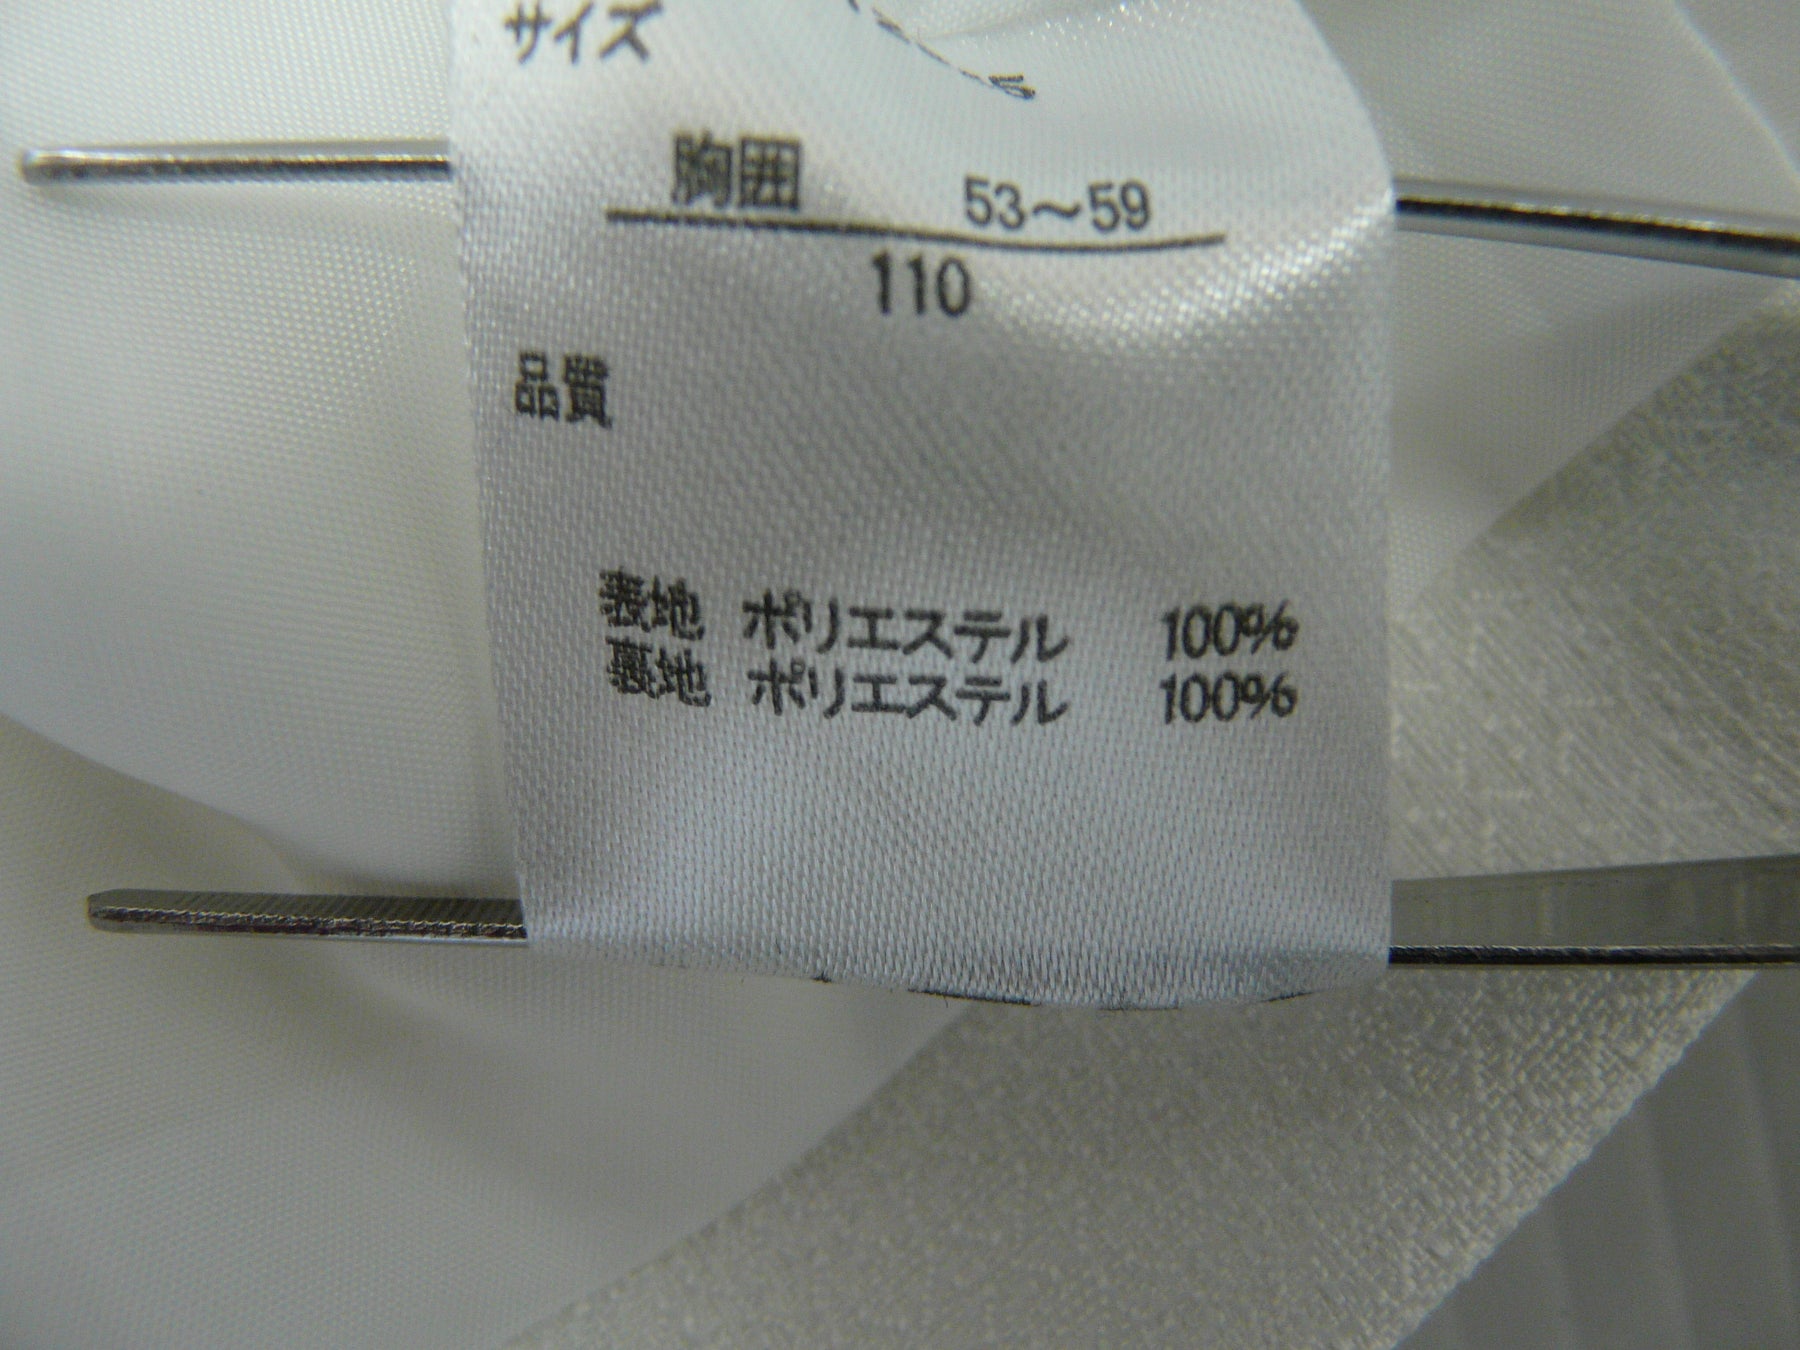 サイズ
胸囲 53～59
110
品質
表地 ポリエステル 100%
裏地 ポリエステル 100%